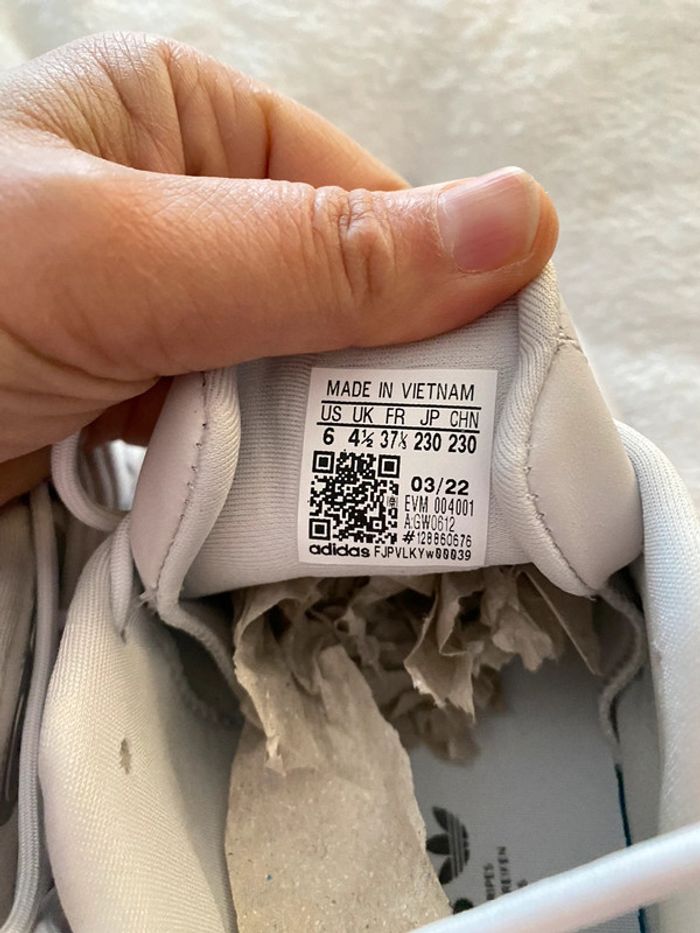 MADE IN VIETNAM
US UK FR JP CHN
6 4½ 37⅓ 230 230
03/22
EVM 004001
A:GW0612
#128860676
adidas FJPVLKYw00039